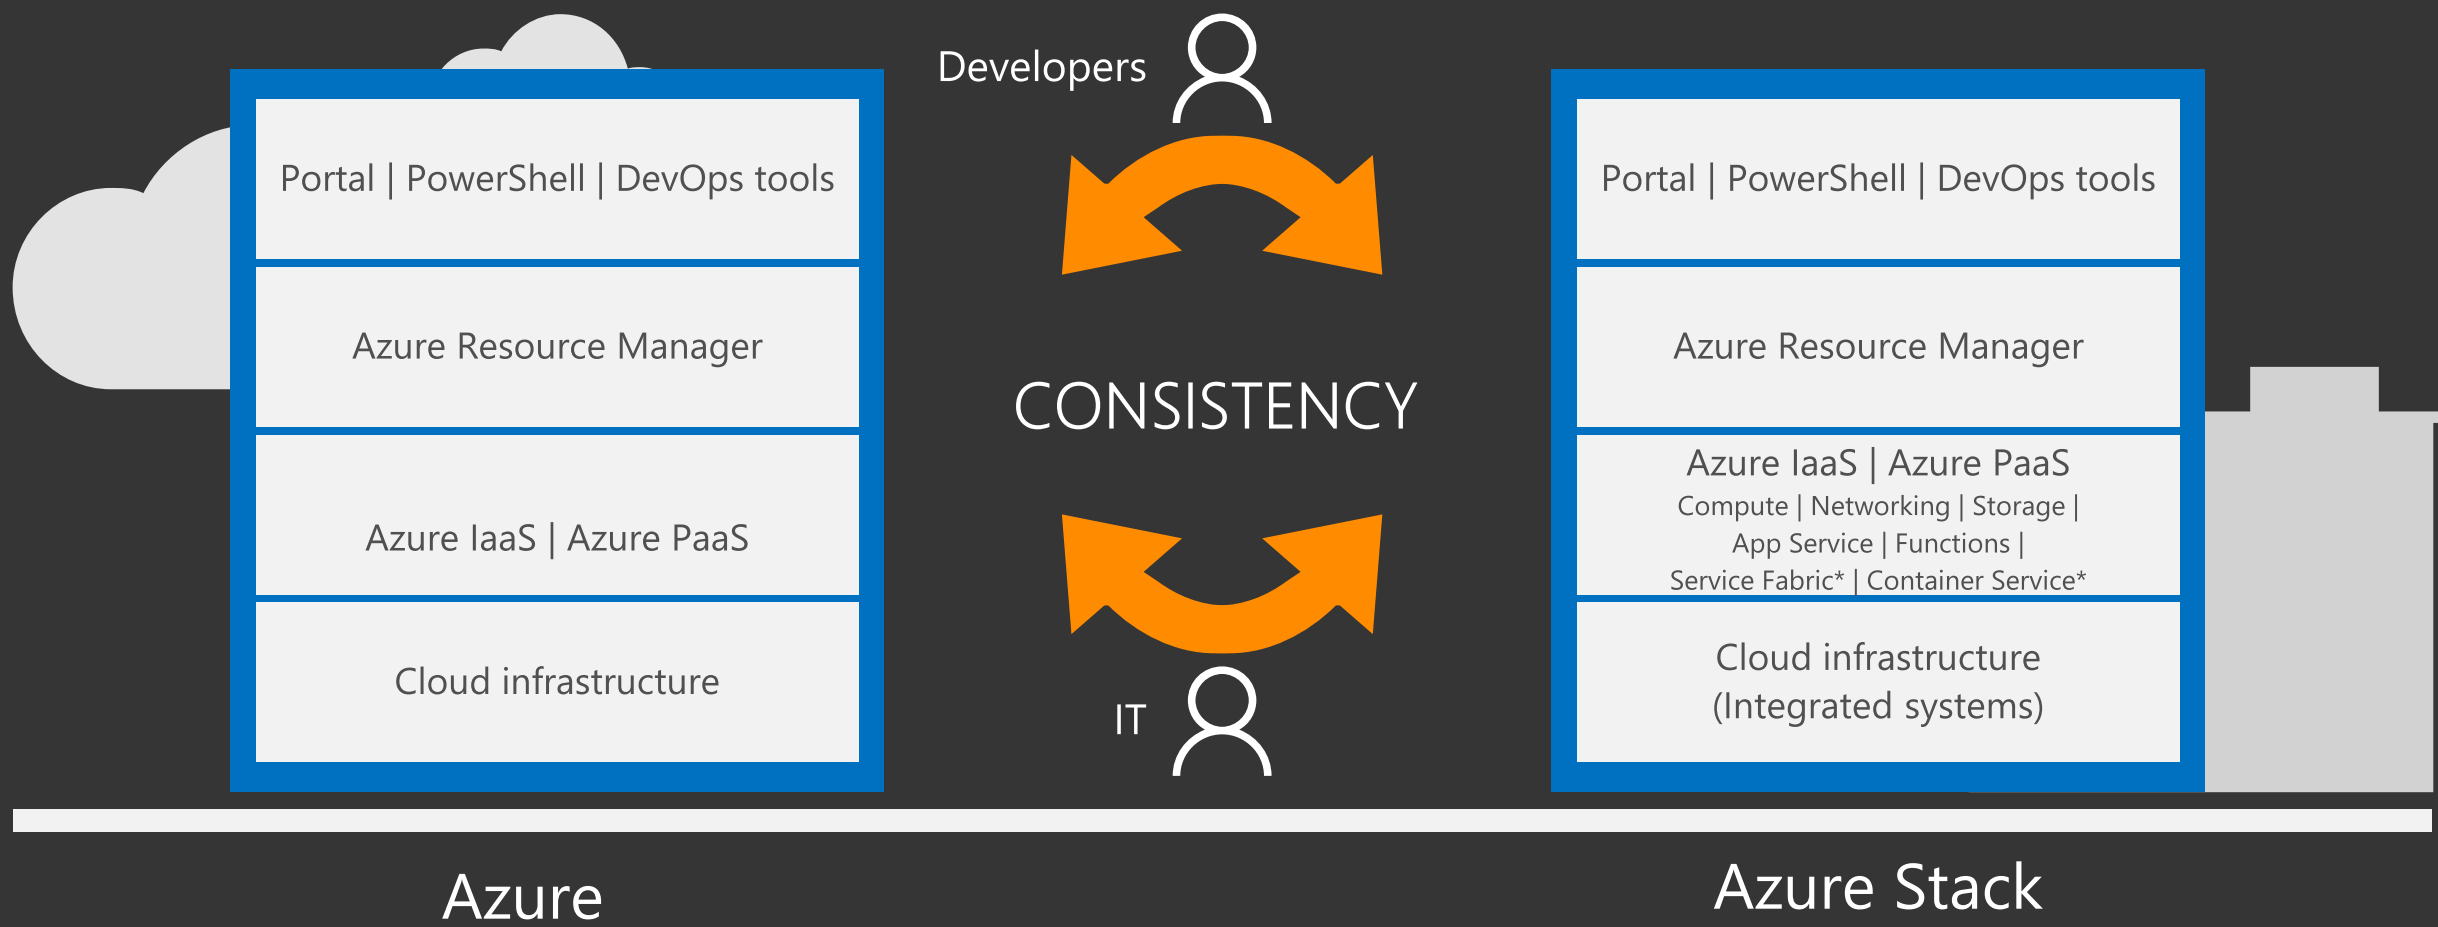 Portal | PowerShell | DevOps tools
Azure Resource Manager
Azure IaaS | Azure PaaS
Cloud infrastructure
Azure
Developers
CONSISTENCY
IT
Portal | PowerShell | DevOps tools
Azure Resource Manager
Azure IaaS | Azure PaaS
Compute | Networking | Storage |
App Service | Functions |
Service Fabric* | Container Service*
Cloud infrastructure
(Integrated systems)
Azure Stack